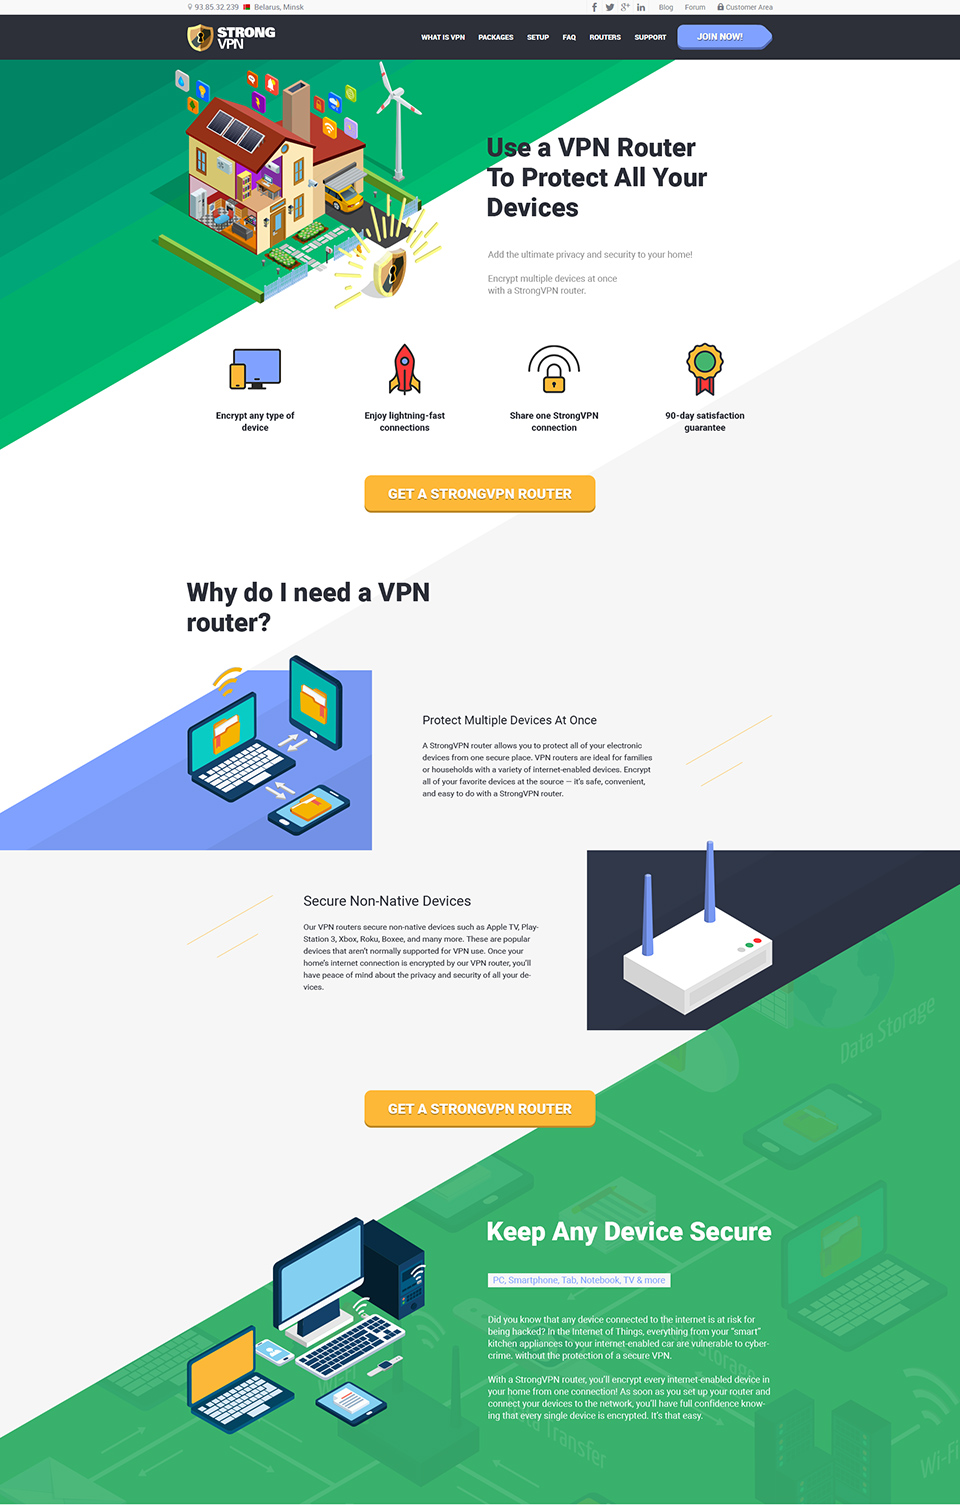 93.85.32.239 Belarus, Minsk
Blog Forum Customer Area
STRONG
VPN
WHAT IS VPN PACKAGES SETUP FAQ ROUTERS SUPPORT JOIN NOW!
Use a VPN Router
To Protect All Your
Devices
Add the ultimate privacy and security to your home!
Encrypt multiple devices at once
with a StrongVPN router.
Encrypt any type of
device
Enjoy lightning-fast
connections
Share one StrongVPN
connection
90-day satisfaction
guarantee
GET A STRONGVPN ROUTER
Why do I need a VPN
router?
Protect Multiple Devices At Once
A StrongVPN router allows you to protect all of your electronic
devices from one secure place. VPN routers are ideal for families
or households with a variety of internet-enabled devices. Encrypt
all of your favorite devices at the source — it's safe, convenient,
and easy to do with a StrongVPN router.
Secure Non-Native Devices
Our VPN routers secure non-native devices such as Apple TV, Play-
Station 3, Xbox, Roku, Boxee, and many more. These are popular
devices that aren't normally supported for VPN use. Once your
home's internet connection is encrypted by our VPN router, you'll
have peace of mind about the privacy and security of all your de-
vices.
Data Storage
GET A STRONGVPN ROUTER
Keep Any Device Secure
PC, Smartphone, Tab, Notebook, TV & more
Did you know that any device connected to the internet is at risk for
being hacked? In the Internet of Things, everything from your "smart"
kitchen appliances to your internet-enabled car are vulnerable to cyber-
crime. without the protection of a secure VPN.
With a StrongVPN router, you'll encrypt every internet-enabled device in
your home from one connection! As soon as you set up your router and
connect your devices to the network, you'll have full confidence know-
ing that every single device is encrypted. It's that easy.
Transfer
Wi-Fi